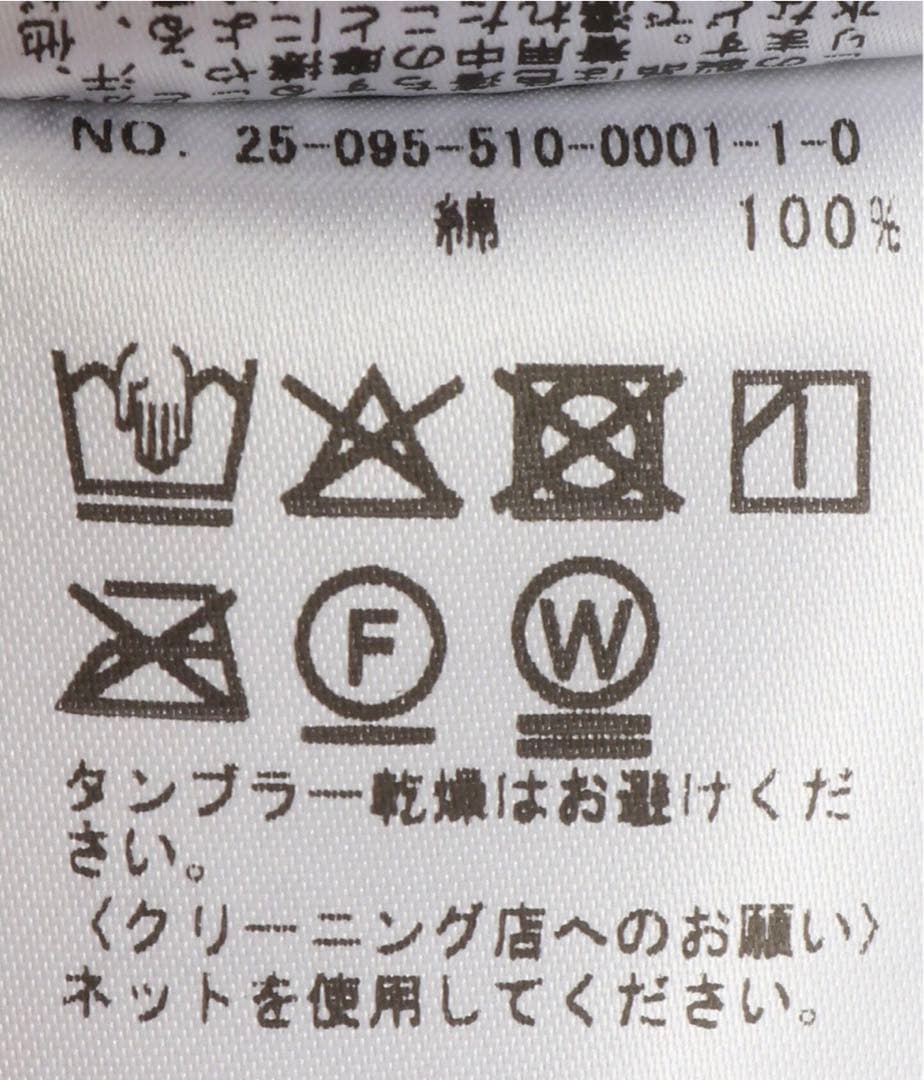 NO. 25-095-510-0001-1-0
綿 100%
F W
タンブラー乾燥はお避けくだ
さい。
〈クリーニング店へのお願い〉
ネットを使用してください。